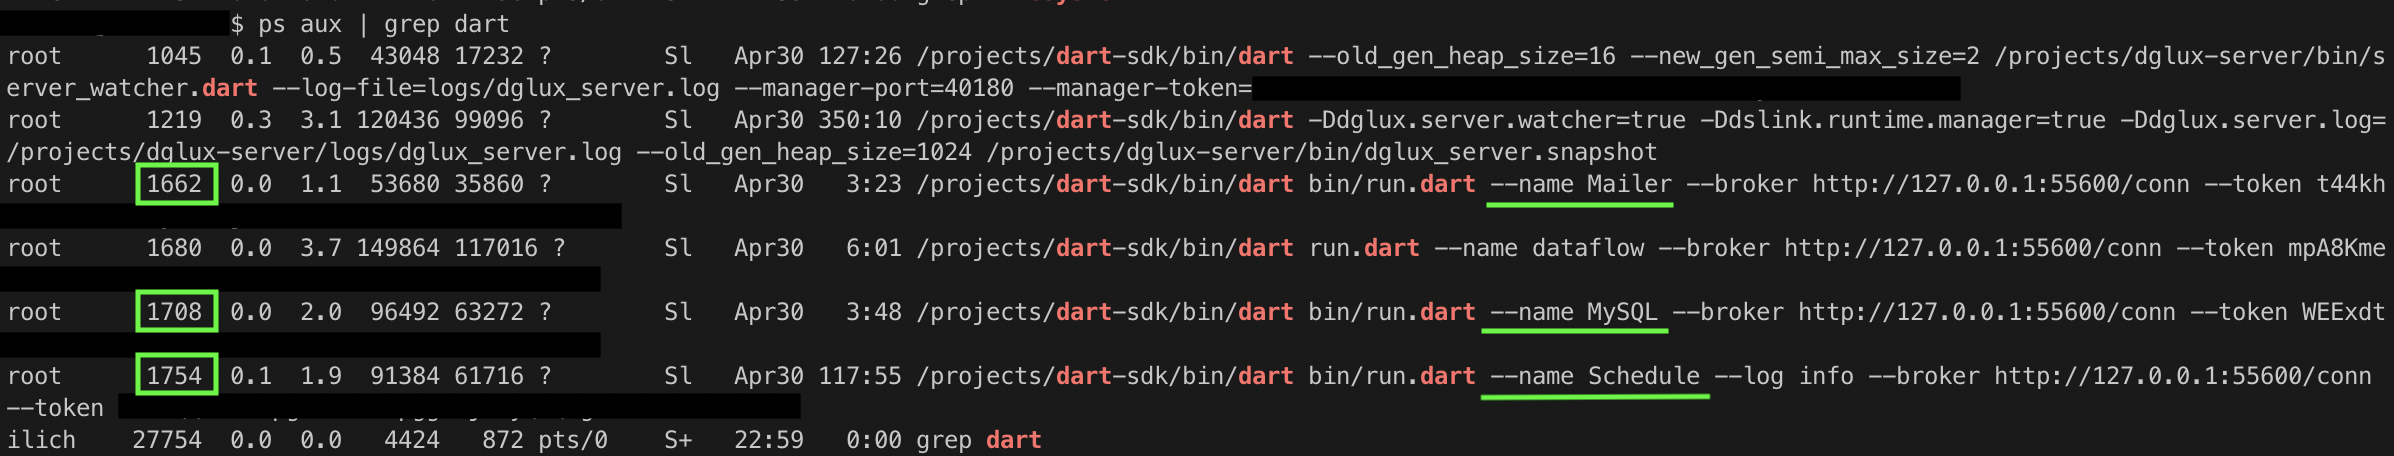 $ ps aux | grep dart
root 1045 0.1 0.5 43048 17232 ? Sl Apr30 127:26 /projects/dart-sdk/bin/dart --old_gen_heap_size=16 --new_gen_semi_max_size=2 /projects/dglux-server/bin/s
erver_watcher.dart --log-file=logs/dglux_server.log --manager-port=40180 --manager-token=
root 1219 0.3 3.1 120436 99096 ? Sl Apr30 350:10 /projects/dart-sdk/bin/dart -Ddglux.server.watcher=true -Ddslink.runtime.manager=true -Ddglux.server.log=
/projects/dglux-server/logs/dglux_server.log --old_gen_heap_size=1024 /projects/dglux-server/bin/dglux_server.snapshot
root 1662 0.0 1.1 53680 35860 ? Sl Apr30 3:23 /projects/dart-sdk/bin/dart bin/run.dart --name Mailer --broker http://127.0.0.1:55600/conn --token t44kh
root 1680 0.0 3.7 149864 117016 ? Sl Apr30 6:01 /projects/dart-sdk/bin/dart run.dart --name dataflow --broker http://127.0.0.1:55600/conn --token mpA8Kme
root 1708 0.0 2.0 96492 63272 ? Sl Apr30 3:48 /projects/dart-sdk/bin/dart bin/run.dart --name MySQL --broker http://127.0.0.1:55600/conn --token WEExdt
root 1754 0.1 1.9 91384 61716 ? Sl Apr30 117:55 /projects/dart-sdk/bin/dart bin/run.dart --name Schedule --log info --broker http://127.0.0.1:55600/conn
--token
ilich 27754 0.0 0.0 4424 872 pts/0 S+ 22:59 0:00 grep dart